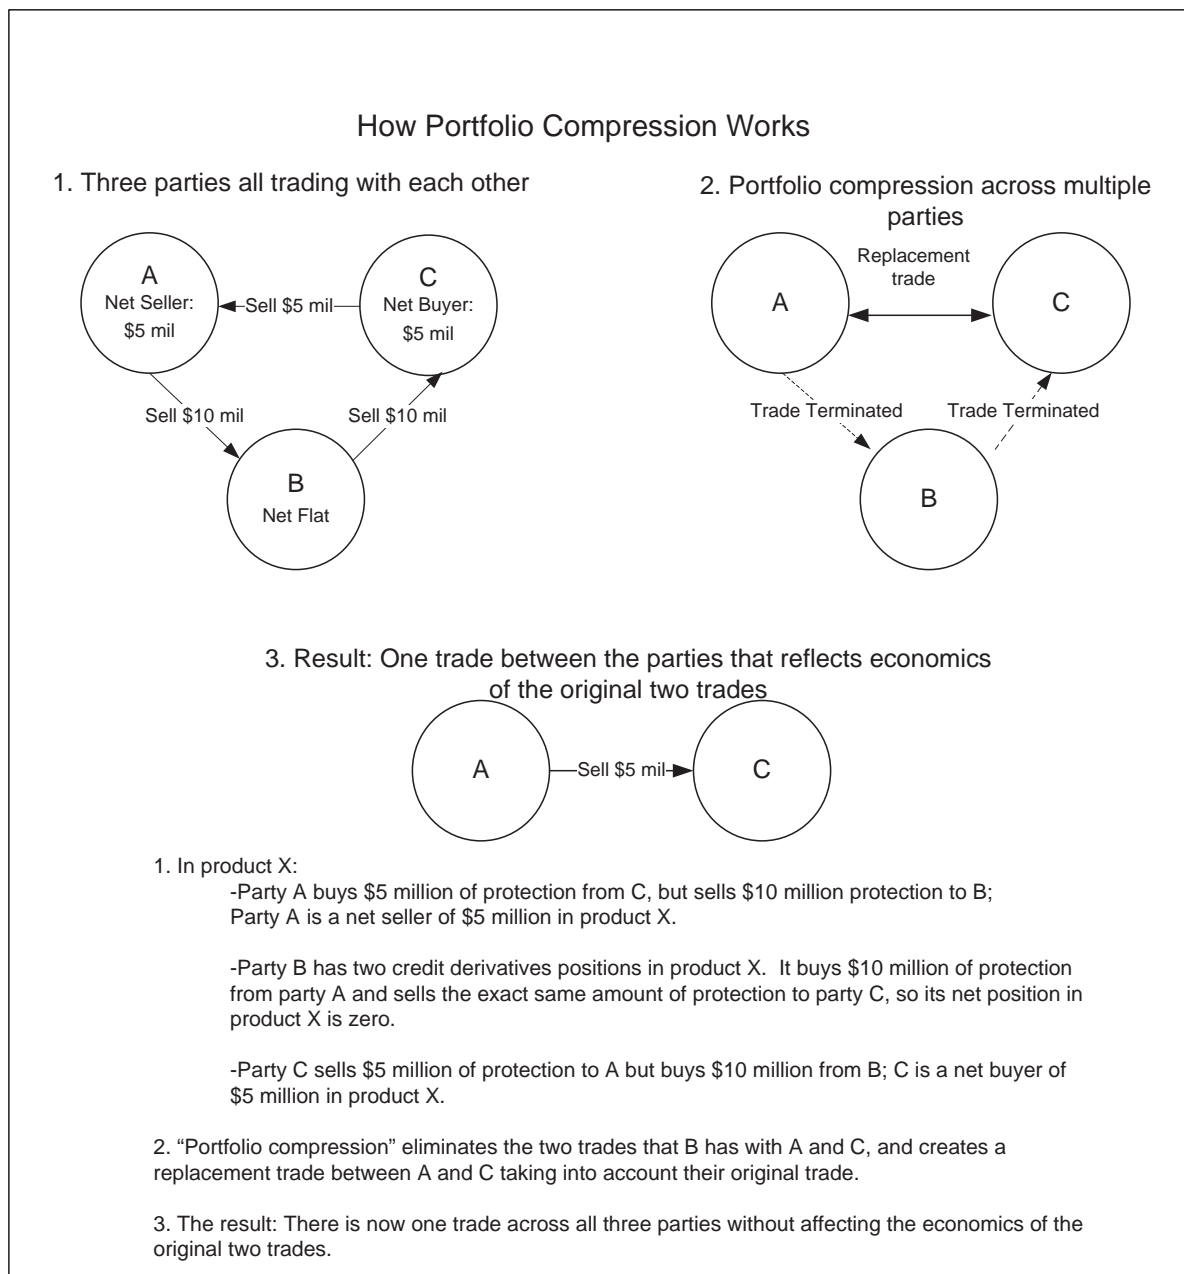 How Portfolio Compression Works
1. Three parties all trading with each other
A
Net Seller:
$5 mil
Sell $5 mil
C
Net Buyer:
$5 mil
Sell $10 mil
Sell $10 mil
B
Net Flat
2. Portfolio compression across multiple
parties
A
Replacement
trade
C
Trade Terminated
Trade Terminated
B
3. Result: One trade between the parties that reflects economics
of the original two trades
A
Sell $5 mil
C
1. In product X:
-Party A buys $5 million of protection from C, but sells $10 million protection to B;
Party A is a net seller of $5 million in product X.
-Party B has two credit derivatives positions in product X.  It buys $10 million of protection
from party A and sells the exact same amount of protection to party C, so its net position in
product X is zero.
-Party C sells $5 million of protection to A but buys $10 million from B; C is a net buyer of
$5 million in product X.
2. “Portfolio compression” eliminates the two trades that B has with A and C, and creates a
replacement trade between A and C taking into account their original trade.
3. The result: There is now one trade across all three parties without affecting the economics of the
original two trades.